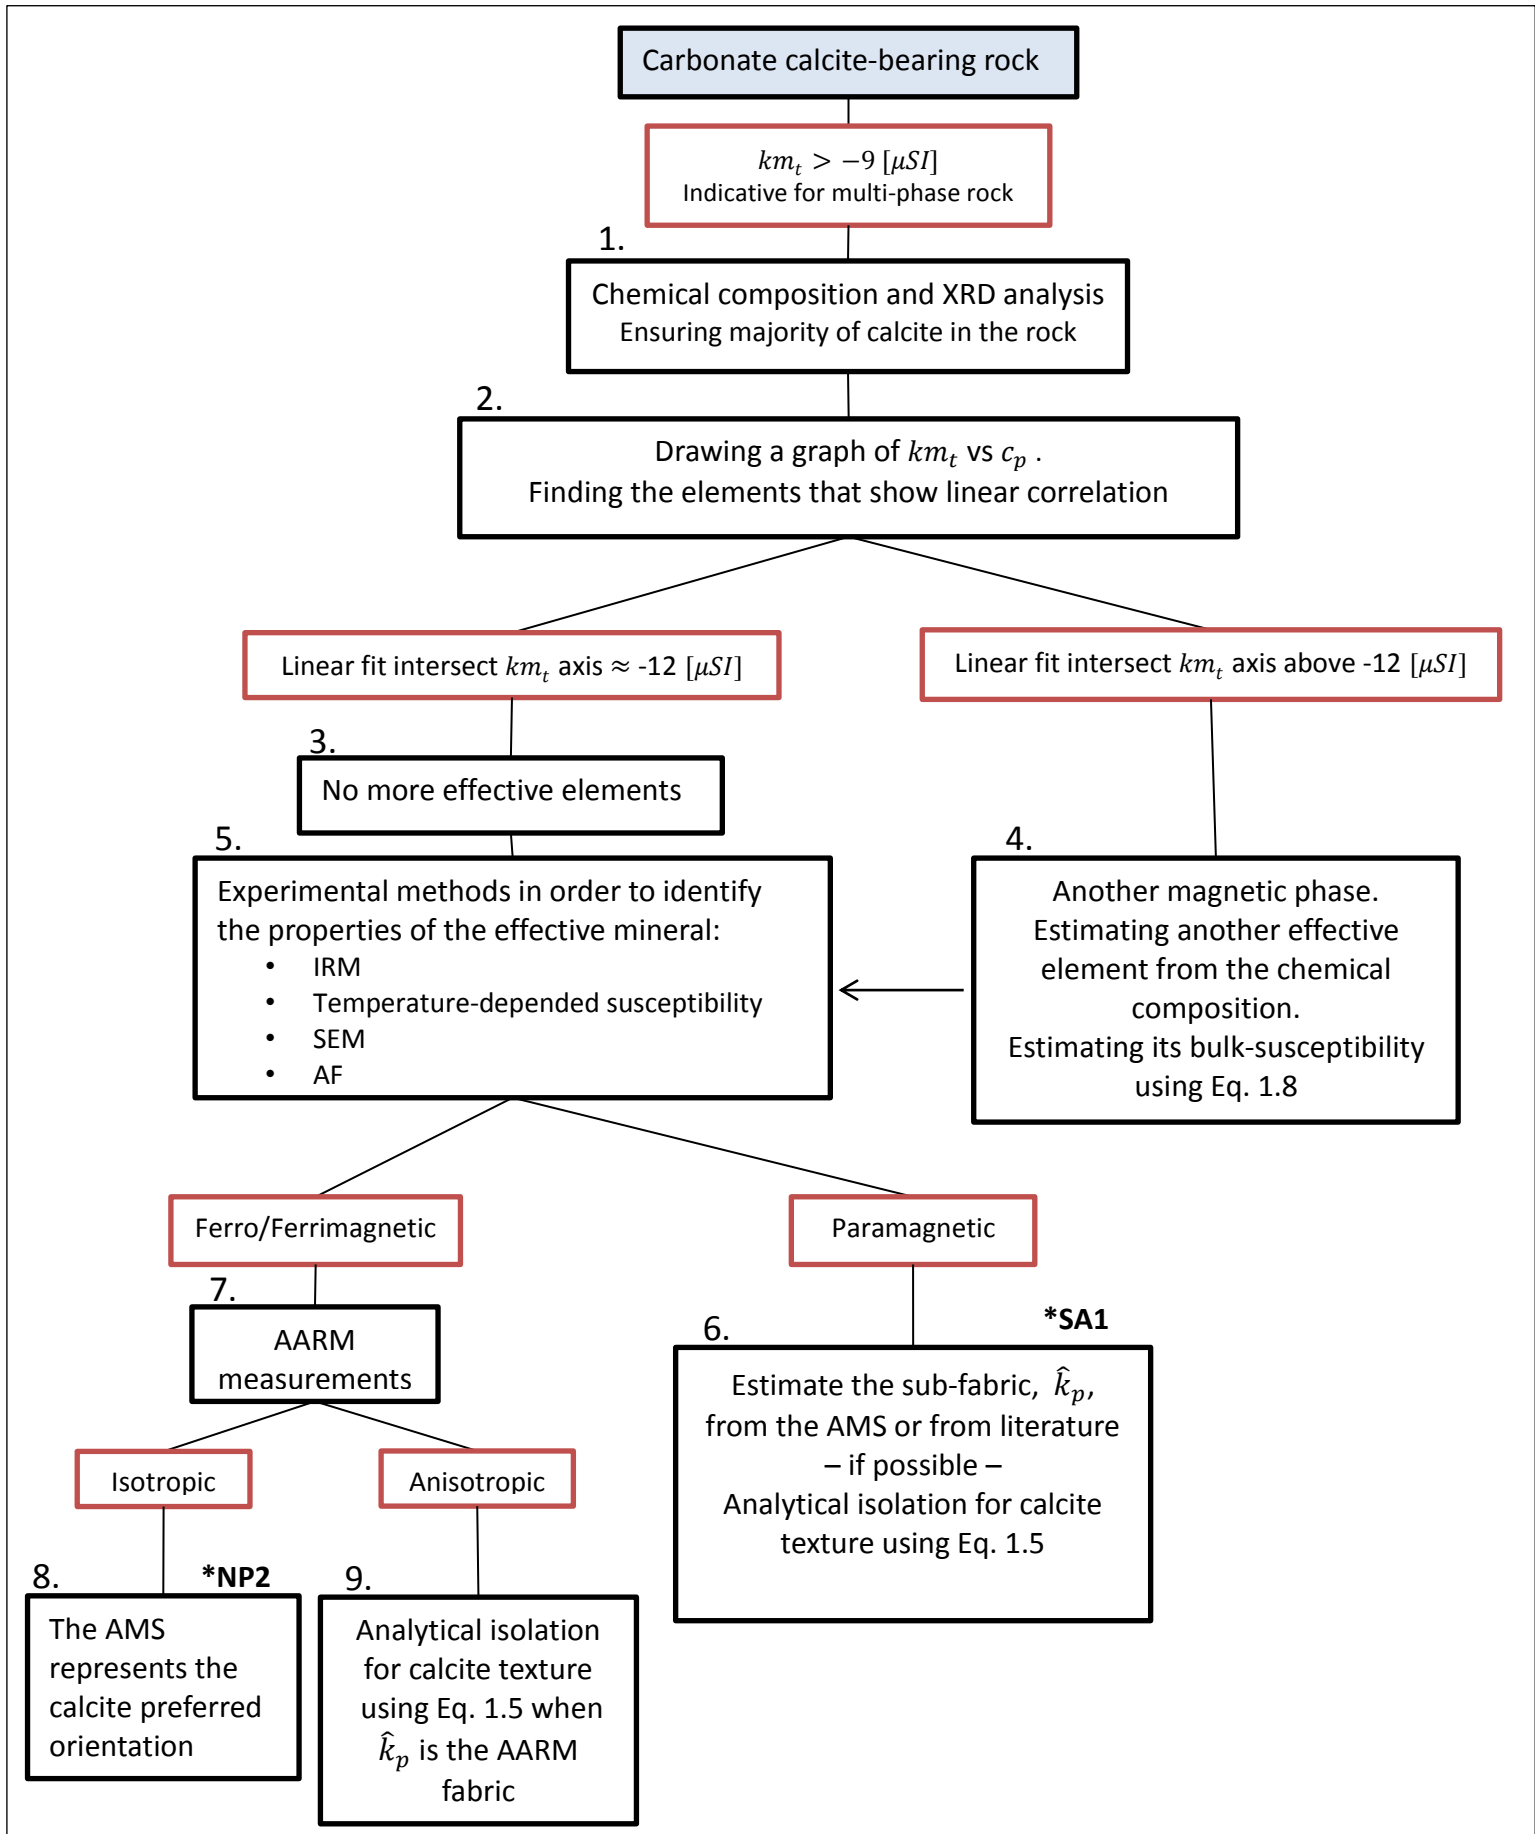 Carbonate calcite-bearing rock
km_t > −9 [μSI]
Indicative for multi-phase rock
1.
Chemical composition and XRD analysis
Ensuring majority of calcite in the rock
2.
Drawing a graph of km_t vs c_p .
Finding the elements that show linear correlation
Linear fit intersect km_t axis ≈ -12 [μSI]
Linear fit intersect km_t axis above -12 [μSI]
3.
No more effective elements
4.
Another magnetic phase.
Estimating another effective
element from the chemical
composition.
Estimating its bulk-susceptibility
using Eq. 1.8
5.
Experimental methods in order to identify
the properties of the effective mineral:
• IRM
• Temperature-depended susceptibility
• SEM
• AF
Ferro/Ferrimagnetic
Paramagnetic
7.
AARM
measurements
*SA1
6.
Estimate the sub-fabric, k̂_p,
from the AMS or from literature
– if possible –
Analytical isolation for calcite
texture using Eq. 1.5
Isotropic
Anisotropic
8.
*NP2
The AMS
represents the
calcite preferred
orientation
9.
Analytical isolation
for calcite texture
using Eq. 1.5 when
k̂_p is the AARM
fabric